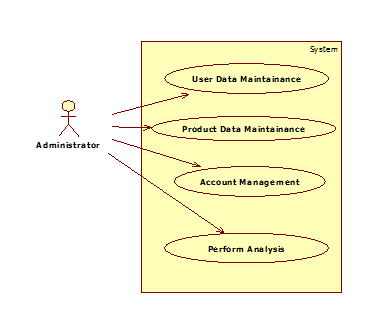 System
User Data Maintainance
Product Data Maintainance
Administrator
Account Management
Perform Analysis